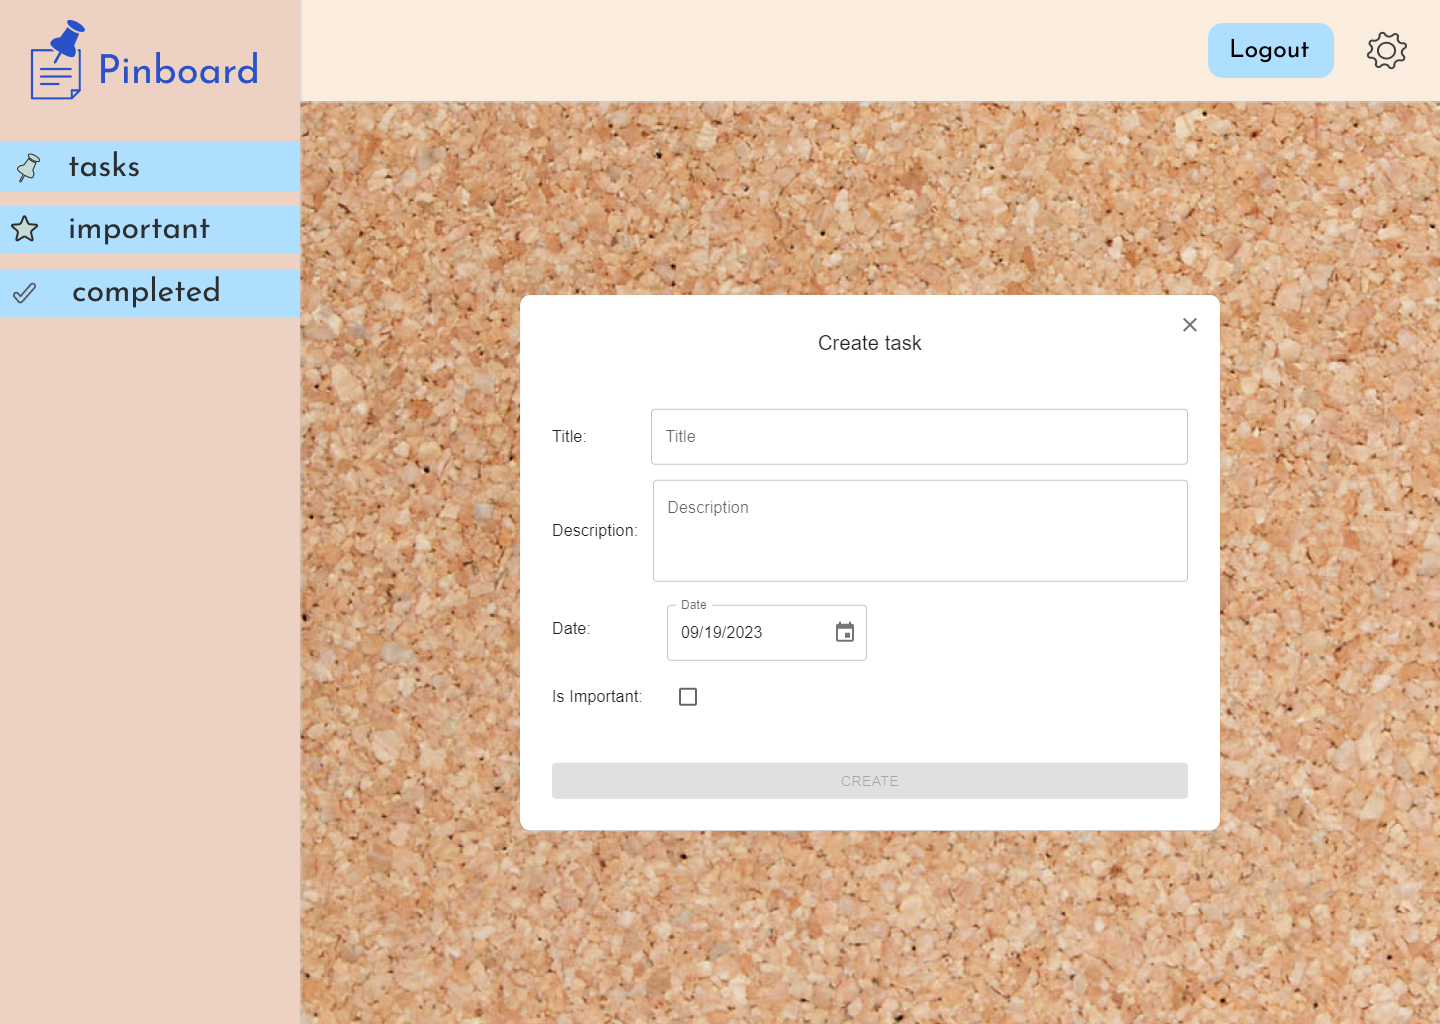 Pinboard
Logout
tasks
important
completed
Create task
Title:
Title
Description:
Description
Date:
Date
09/19/2023
Is Important:
CREATE